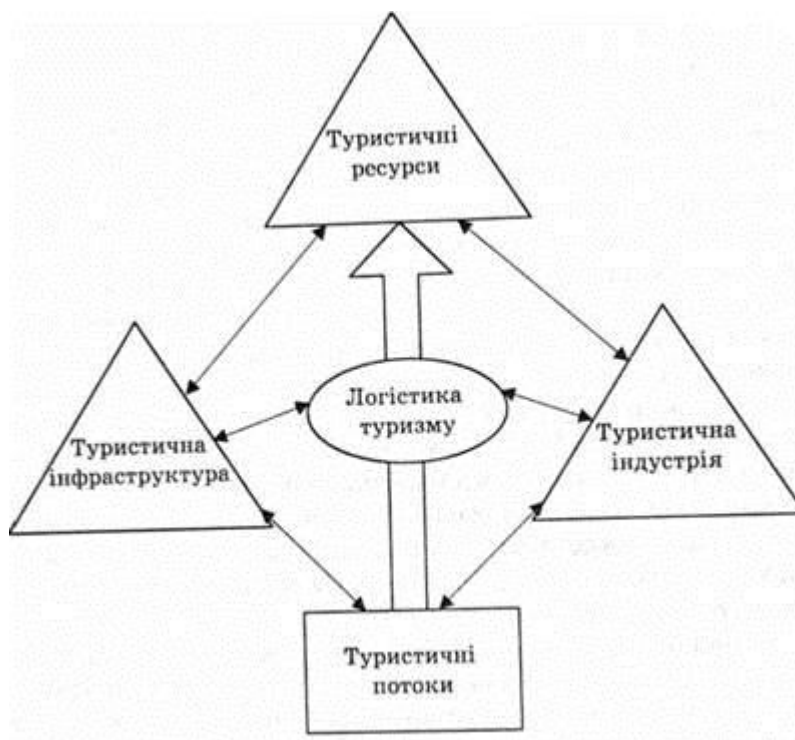 Туристичні
ресурси
Логістика
туризму
Туристична
інфраструктура
Туристична
індустрія
Туристичні
потоки